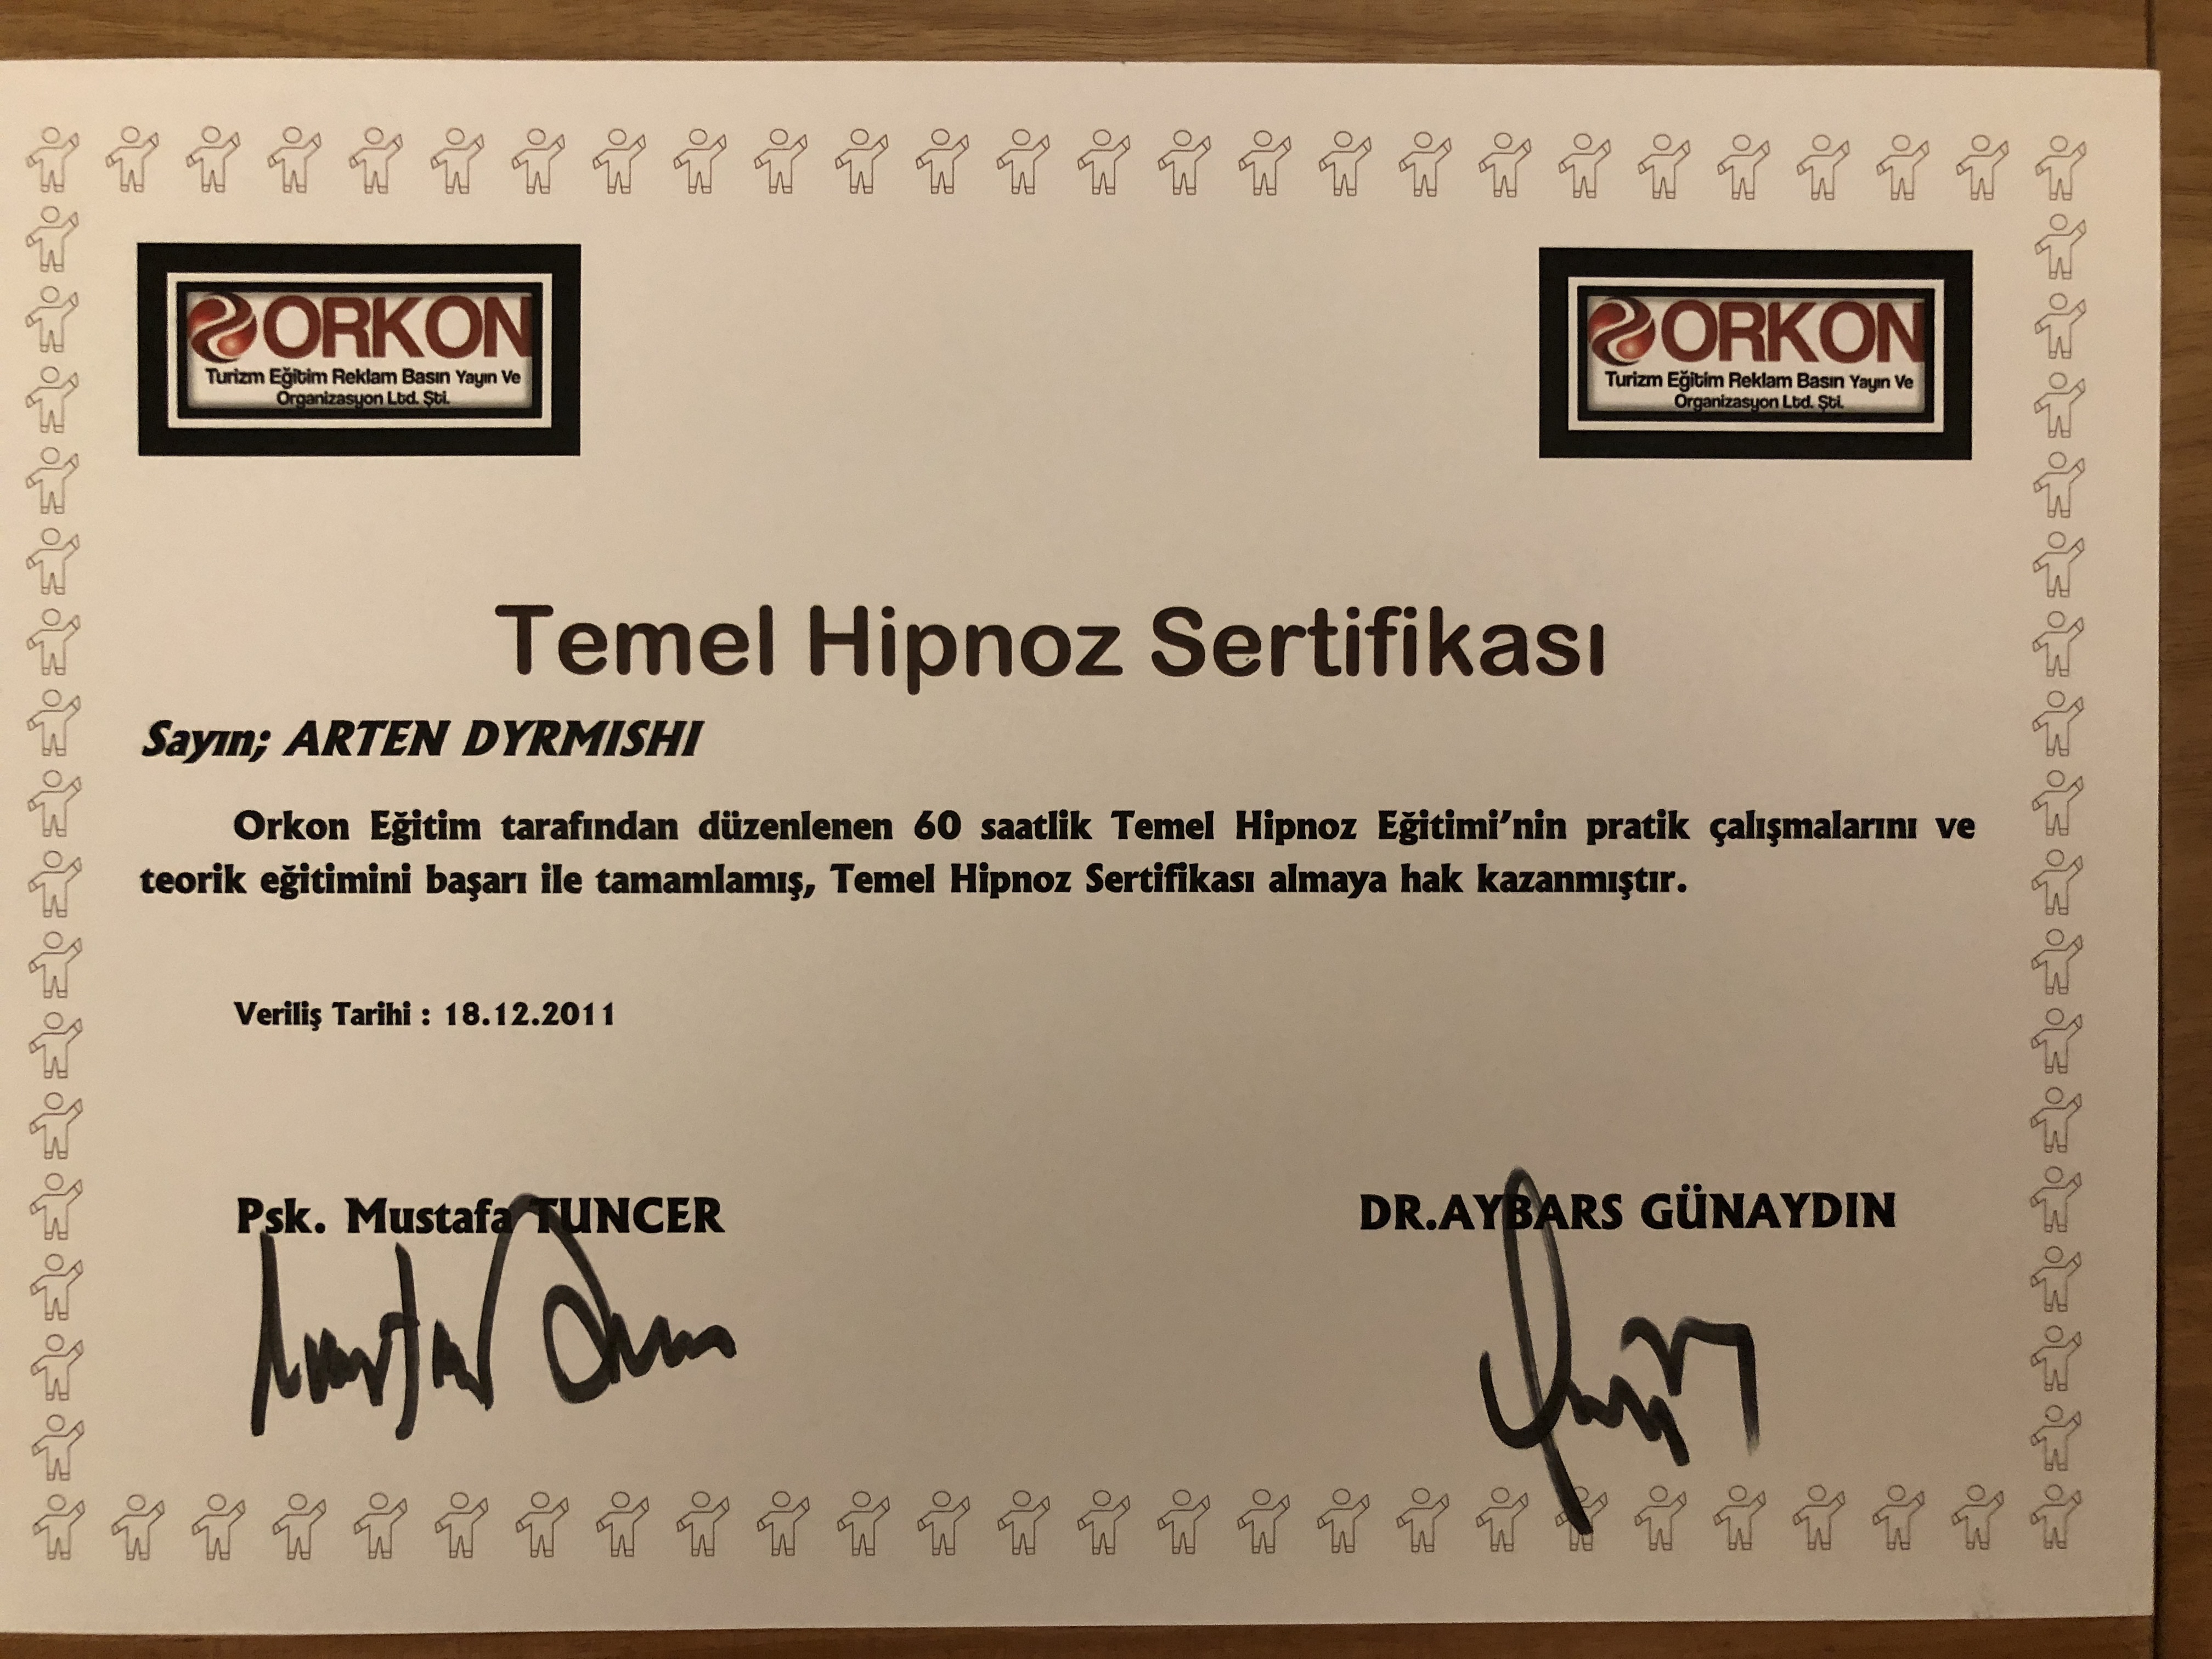 ORKON
Turizm Eğitim Reklam Basın Yayın Ve
Organizasyon Ltd. Şti.
ORKON
Turizm Eğitim Reklam Basın Yayın Ve
Organizasyon Ltd. Şti.
Temel Hipnoz Sertifikası
Sayın; ARTEN DYRMISHI
Orkon Eğitim tarafından düzenlenen 60 saatlik Temel Hipnoz Eğitimi'nin pratik çalışmalarını ve
teorik eğitimini başarı ile tamamlamış, Temel Hipnoz Sertifikası almaya hak kazanmıştır.
Veriliş Tarihi : 18.12.2011
Psk. Mustafa TUNCER
DR.AYBARS GÜNAYDIN